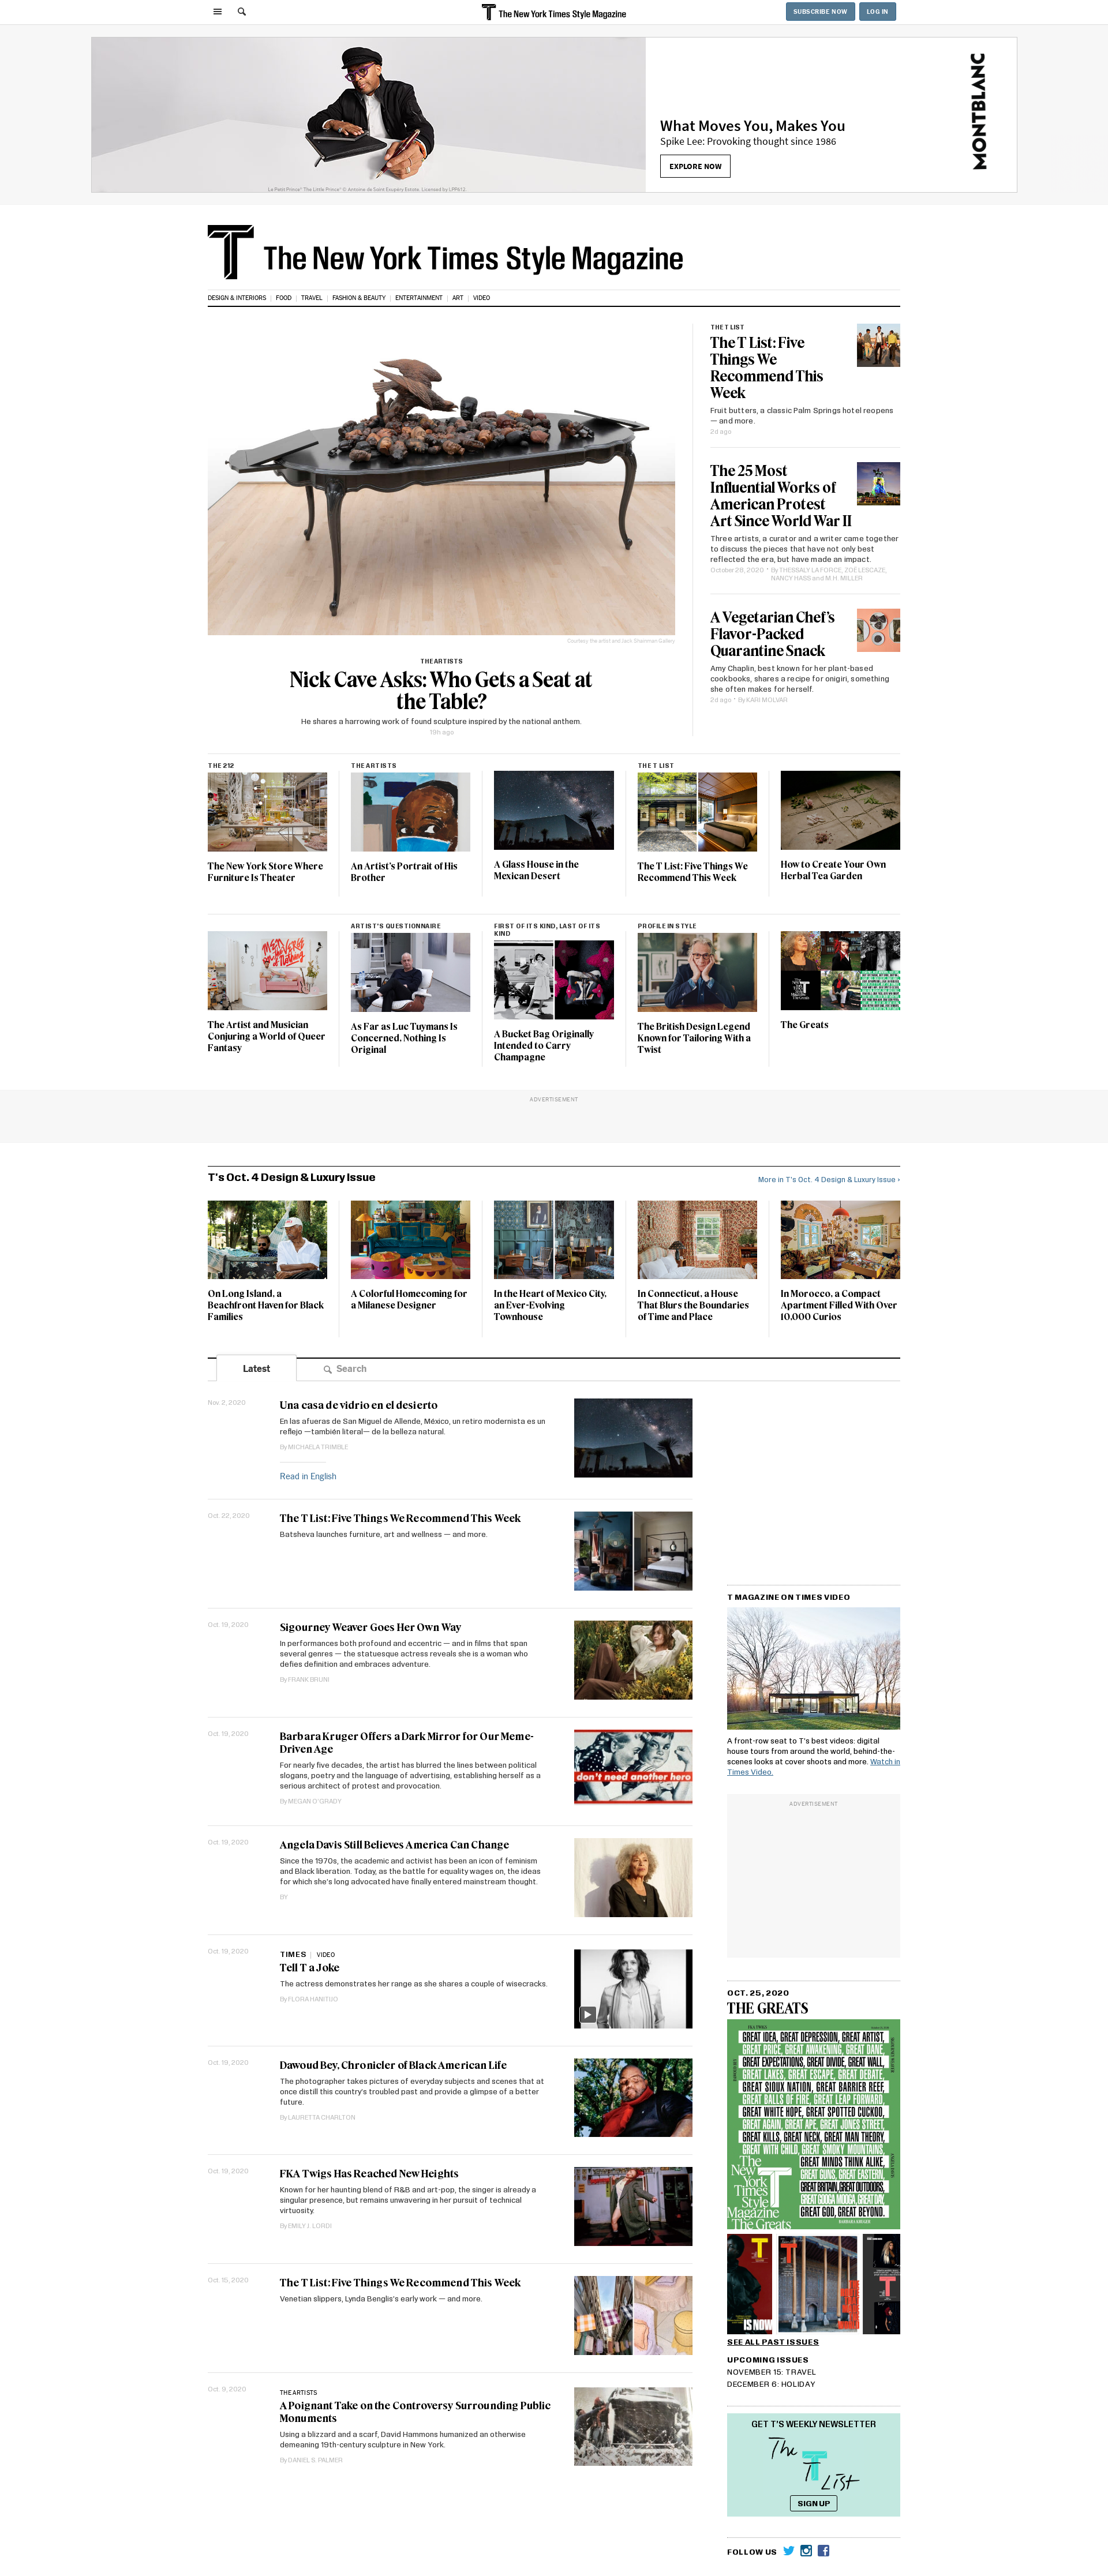 The New York Times Style Magazine
SUBSCRIBE NOW
LOG IN
What Moves You, Makes You
Spike Lee: Provoking thought since 1986
EXPLORE NOW
MONTBLANC
Le Petit Prince® The Little Prince® © Antoine de Saint Exupéry Estate. Licensed by LPP612.
The New York Times Style Magazine
DESIGN & INTERIORS | FOOD | TRAVEL | FASHION & BEAUTY | ENTERTAINMENT | ART | VIDEO
Courtesy the artist and Jack Shainman Gallery
THE ARTISTS
Nick Cave Asks: Who Gets a Seat at
the Table?
He shares a harrowing work of found sculpture inspired by the national anthem.
19h ago
THE T LIST
The T List: Five
Things We
Recommend This
Week
Fruit butters, a classic Palm Springs hotel reopens
— and more.
2d ago
The 25 Most
Influential Works of
American Protest
Art Since World War II
Three artists, a curator and a writer came together
to discuss the pieces that have not only best
reflected the era, but have made an impact.
October 28, 2020 • By THESSALY LA FORCE, ZOË LESCAZE,
NANCY HASS and M.H. MILLER
A Vegetarian Chef's
Flavor-Packed
Quarantine Snack
Amy Chaplin, best known for her plant-based
cookbooks, shares a recipe for onigiri, something
she often makes for herself.
2d ago • By KARI MOLVAR
THE 212
The New York Store Where
Furniture Is Theater
THE ARTISTS
An Artist's Portrait of His
Brother
A Glass House in the
Mexican Desert
THE T LIST
The T List: Five Things We
Recommend This Week
How to Create Your Own
Herbal Tea Garden
The Artist and Musician
Conjuring a World of Queer
Fantasy
ARTIST'S QUESTIONNAIRE
As Far as Luc Tuymans Is
Concerned, Nothing Is
Original
FIRST OF ITS KIND, LAST OF ITS
KIND
A Bucket Bag Originally
Intended to Carry
Champagne
PROFILE IN STYLE
The British Design Legend
Known for Tailoring With a
Twist
The Greats
ADVERTISEMENT
T's Oct. 4 Design & Luxury Issue
More in T's Oct. 4 Design & Luxury Issue »
On Long Island, a
Beachfront Haven for Black
Families
A Colorful Homecoming for
a Milanese Designer
In the Heart of Mexico City,
an Ever-Evolving
Townhouse
In Connecticut, a House
That Blurs the Boundaries
of Time and Place
In Morocco, a Compact
Apartment Filled With Over
10,000 Curios
Latest
Search
Nov. 2, 2020
Una casa de vidrio en el desierto
En las afueras de San Miguel de Allende, México, un retiro modernista es un
reflejo —también literal— de la belleza natural.
By MICHAELA TRIMBLE
Read in English
Oct. 22, 2020
The T List: Five Things We Recommend This Week
Batsheva launches furniture, art and wellness — and more.
Oct. 19, 2020
Sigourney Weaver Goes Her Own Way
In performances both profound and eccentric — and in films that span
several genres — the statuesque actress reveals she is a woman who
defies definition and embraces adventure.
By FRANK BRUNI
Oct. 19, 2020
Barbara Kruger Offers a Dark Mirror for Our Meme-
Driven Age
For nearly five decades, the artist has blurred the lines between political
slogans, poetry and the language of advertising, establishing herself as a
serious architect of protest and provocation.
By MEGAN O'GRADY
don't need another hero
Oct. 19, 2020
Angela Davis Still Believes America Can Change
Since the 1970s, the academic and activist has been an icon of feminism
and Black liberation. Today, as the battle for equality wages on, the ideas
for which she's long advocated have finally entered mainstream thought.
BY
Oct. 19, 2020
TIMES | VIDEO
Tell T a Joke
The actress demonstrates her range as she shares a couple of wisecracks.
By FLORA HANITIJO
Oct. 19, 2020
Dawoud Bey, Chronicler of Black American Life
The photographer takes pictures of everyday subjects and scenes that at
once distill this country's troubled past and provide a glimpse of a better
future.
By LAURETTA CHARLTON
Oct. 19, 2020
FKA Twigs Has Reached New Heights
Known for her haunting blend of R&B and art-pop, the singer is already a
singular presence, but remains unwavering in her pursuit of technical
virtuosity.
By EMILY J. LORDI
Oct. 15, 2020
The T List: Five Things We Recommend This Week
Venetian slippers, Lynda Benglis's early work — and more.
Oct. 9, 2020
THE ARTISTS
A Poignant Take on the Controversy Surrounding Public
Monuments
Using a blizzard and a scarf, David Hammons humanized an otherwise
demeaning 19th-century sculpture in New York.
By DANIEL S. PALMER
T MAGAZINE ON TIMES VIDEO
A front-row seat to T's best videos: digital
house tours from around the world, behind-the-
scenes looks at cover shoots and more. Watch in
Times Video.
ADVERTISEMENT
OCT. 25, 2020
THE GREATS
GREAT IDEA, GREAT DEPRESSION, GREAT ARTIST,
GREAT PRICE, GREAT AWAKENING, GREAT DANE,
GREAT EXPECTATIONS, GREAT DIVIDE, GREAT WALL,
GREAT LAKES, GREAT ESCAPE, GREAT DEBATE,
GREAT SIOUX NATION, GREAT BARRIER REEF,
GREAT BALLS OF FIRE, GREAT LEAP FORWARD,
GREAT WHITE HOPE, GREAT SPOTTED CUCKOO,
GREAT AGAIN, GREAT APE, GREAT JONES STREET,
GREAT KILLS, GREAT NECK, GREAT MAN THEORY,
GREAT WITH CHILD, GREAT SMOKY MOUNTAINS,
GREAT MINDS THINK ALIKE,
GREAT GUNS, GREAT EASTERN,
GREAT BRITAIN, GREAT OUTDOORS,
GREAT GOOGA MOOGA, GREAT DAY,
GREAT GOD, GREAT BEYOND.
The
New
York
Times
Style
Magazine
The Greats
BARBARA KRUGER
IS NOW
SEE ALL PAST ISSUES
UPCOMING ISSUES
NOVEMBER 15: TRAVEL
DECEMBER 6: HOLIDAY
GET T'S WEEKLY NEWSLETTER
The T List
SIGN UP
FOLLOW US